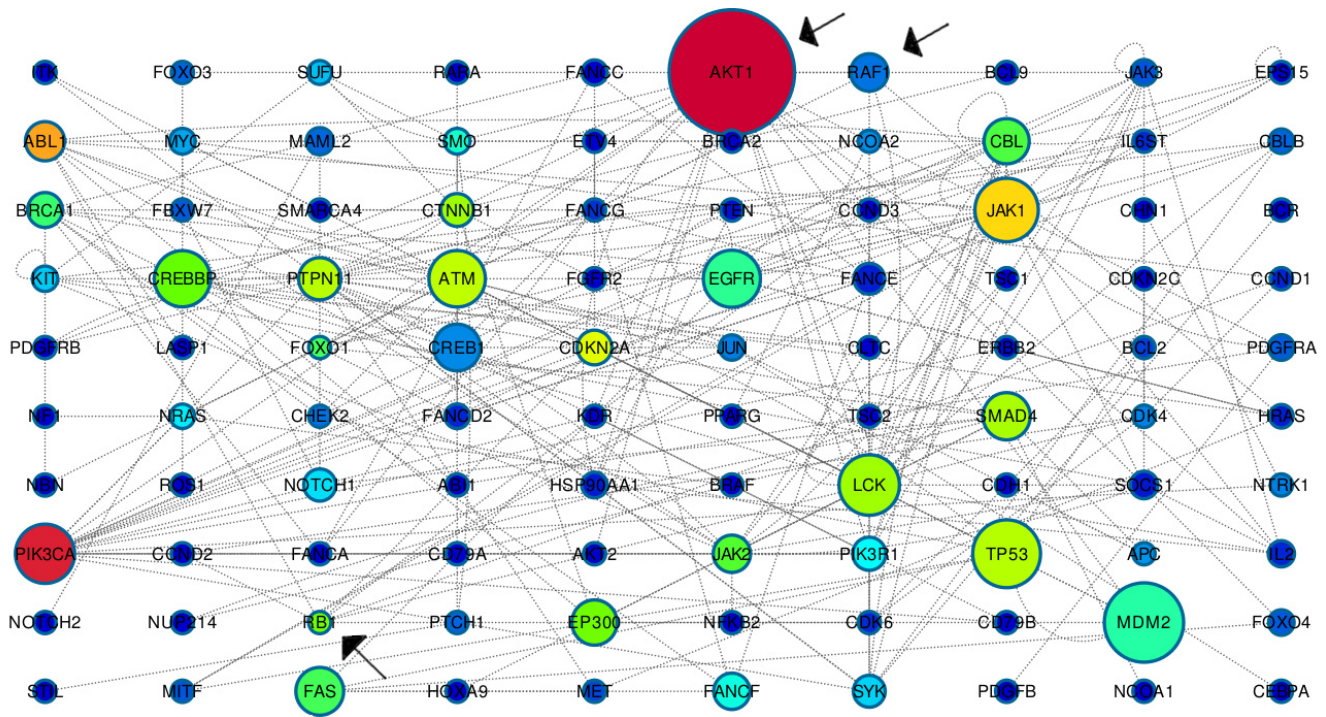 ITK FOXO3 SUFU RARA FANCC AKT1 RAF1 BCL9 JAK3 EPS15
ABL1 MYC MAML2 SMO ETV4 BRCA2 NCOA2 CBL IL6ST CBLB
BRCA1 FBXW7 SMARCA4 CTNNB1 FANCG PTEN CCND3 JAK1 CHN1 BCR
KIT CREBBP PTPN11 ATM FGFR2 EGFR FANCE TSC1 CDKN2C CCND1
PDGFRB LASP1 FOXO1 CREB1 CDKN2A JUN CLTC ERBB2 BCL2 PDGFRA
NF1 NRAS CHEK2 FANCD2 KDR PPARG TSC2 SMAD4 CDK4 HRAS
NBN ROS1 NOTCH1 ABI1 HSP90AA1 BRAF LCK CDH1 SOCS1 NTRK1
PIK3CA CCND2 FANCA CD79A AKT2 JAK2 PIK3R1 TP53 APC IL2
NOTCH2 NUP214 RB1 PTCH1 EP300 NFKB2 CDK6 CD79B MDM2 FOXO4
STIL MITF FAS HOXA9 MET FANCF SYK PDGFB NCOA1 CEBPA